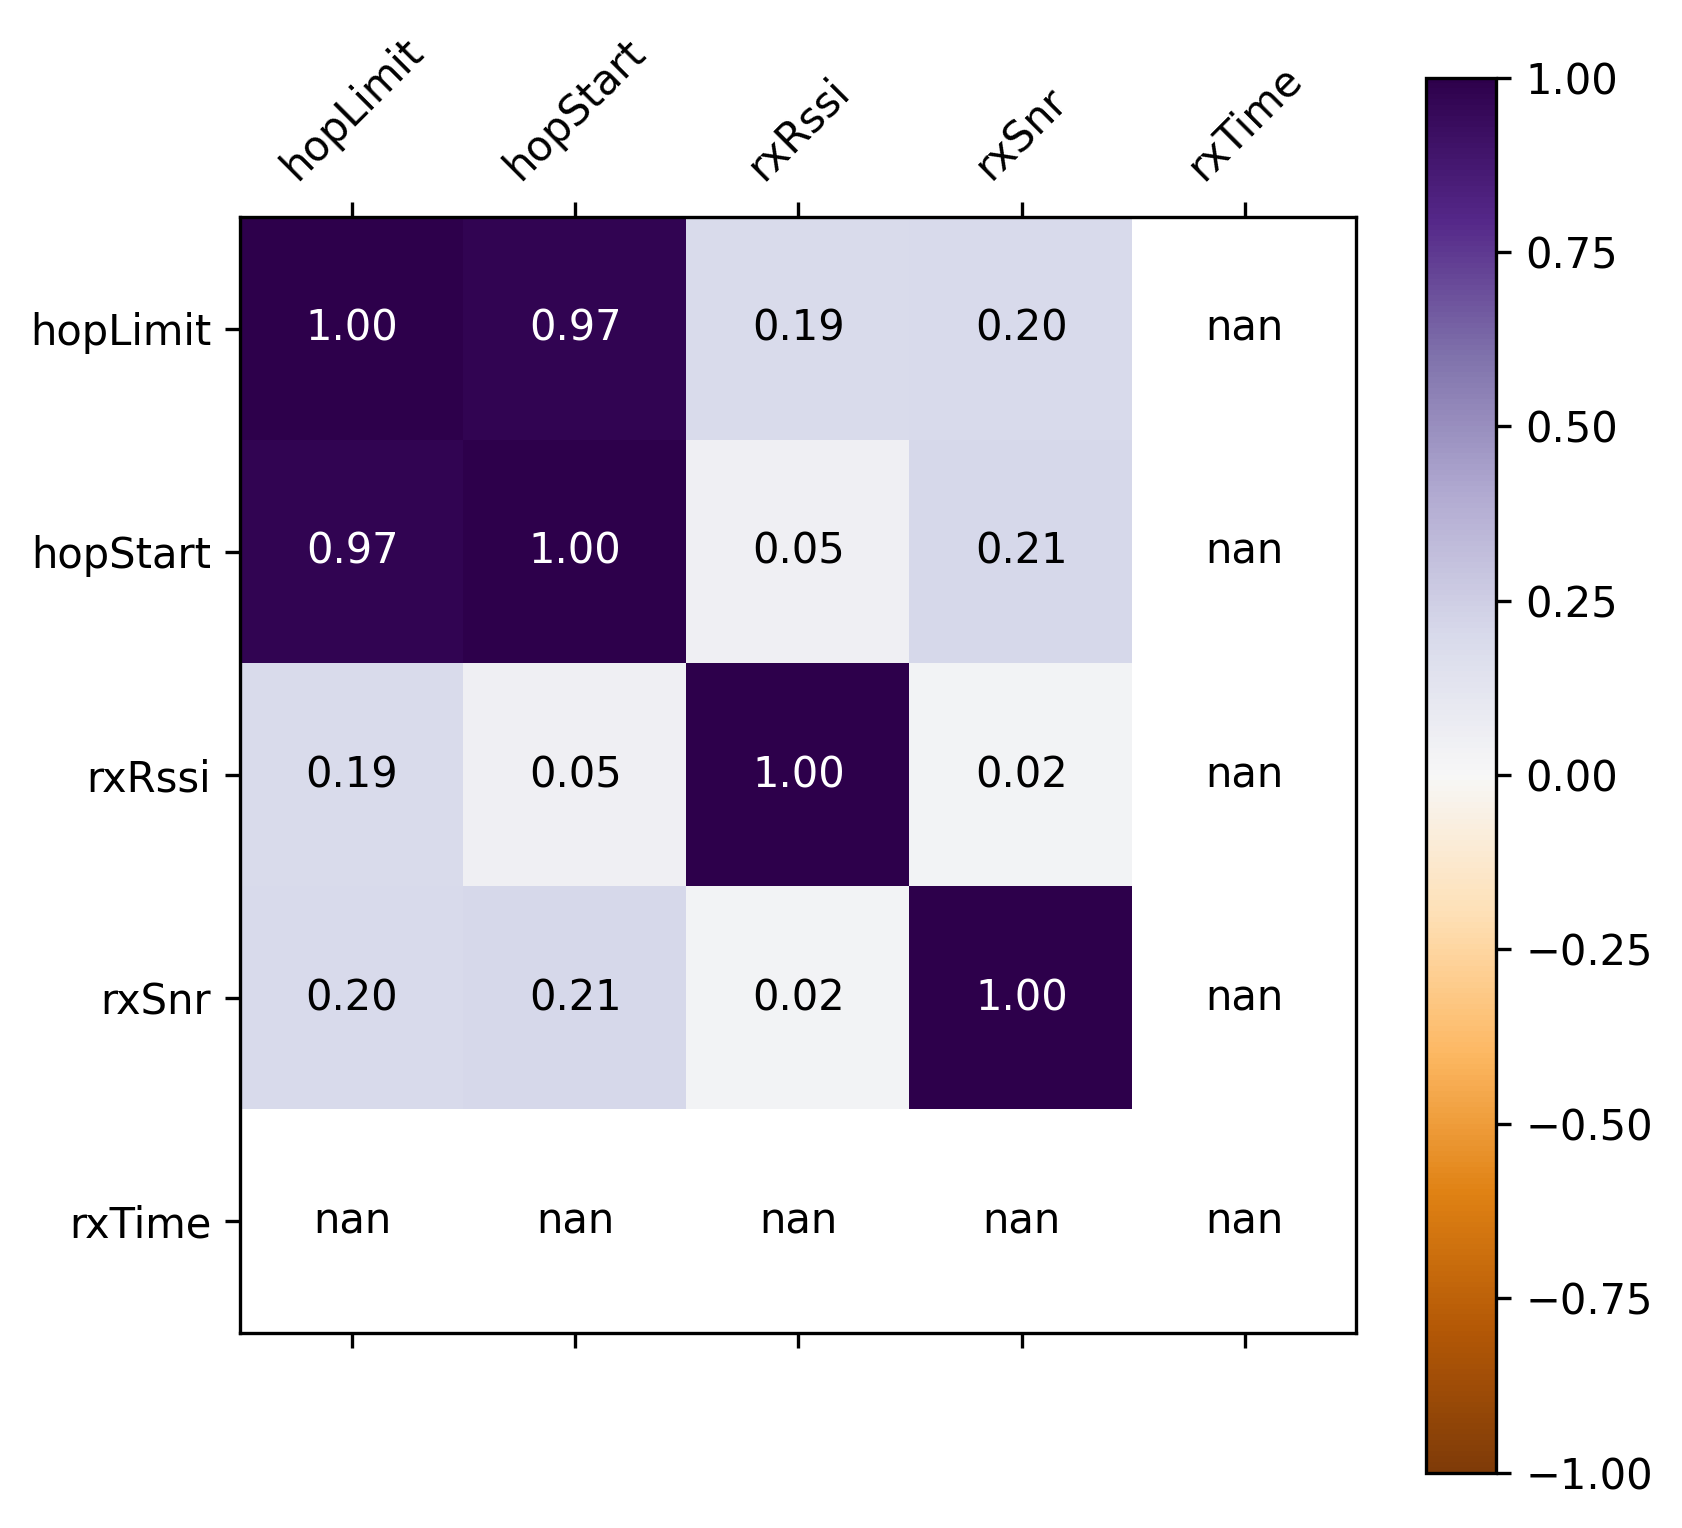 hopLimit hopStart rxRssi rxSnr rxTime
hopLimit 1.00 0.97 0.19 0.20 nan
hopStart 0.97 1.00 0.05 0.21 nan
rxRssi 0.19 0.05 1.00 0.02 nan
rxSnr 0.20 0.21 0.02 1.00 nan
rxTime nan nan nan nan nan
1.00
0.75
0.50
0.25
0.00
−0.25
−0.50
−0.75
−1.00